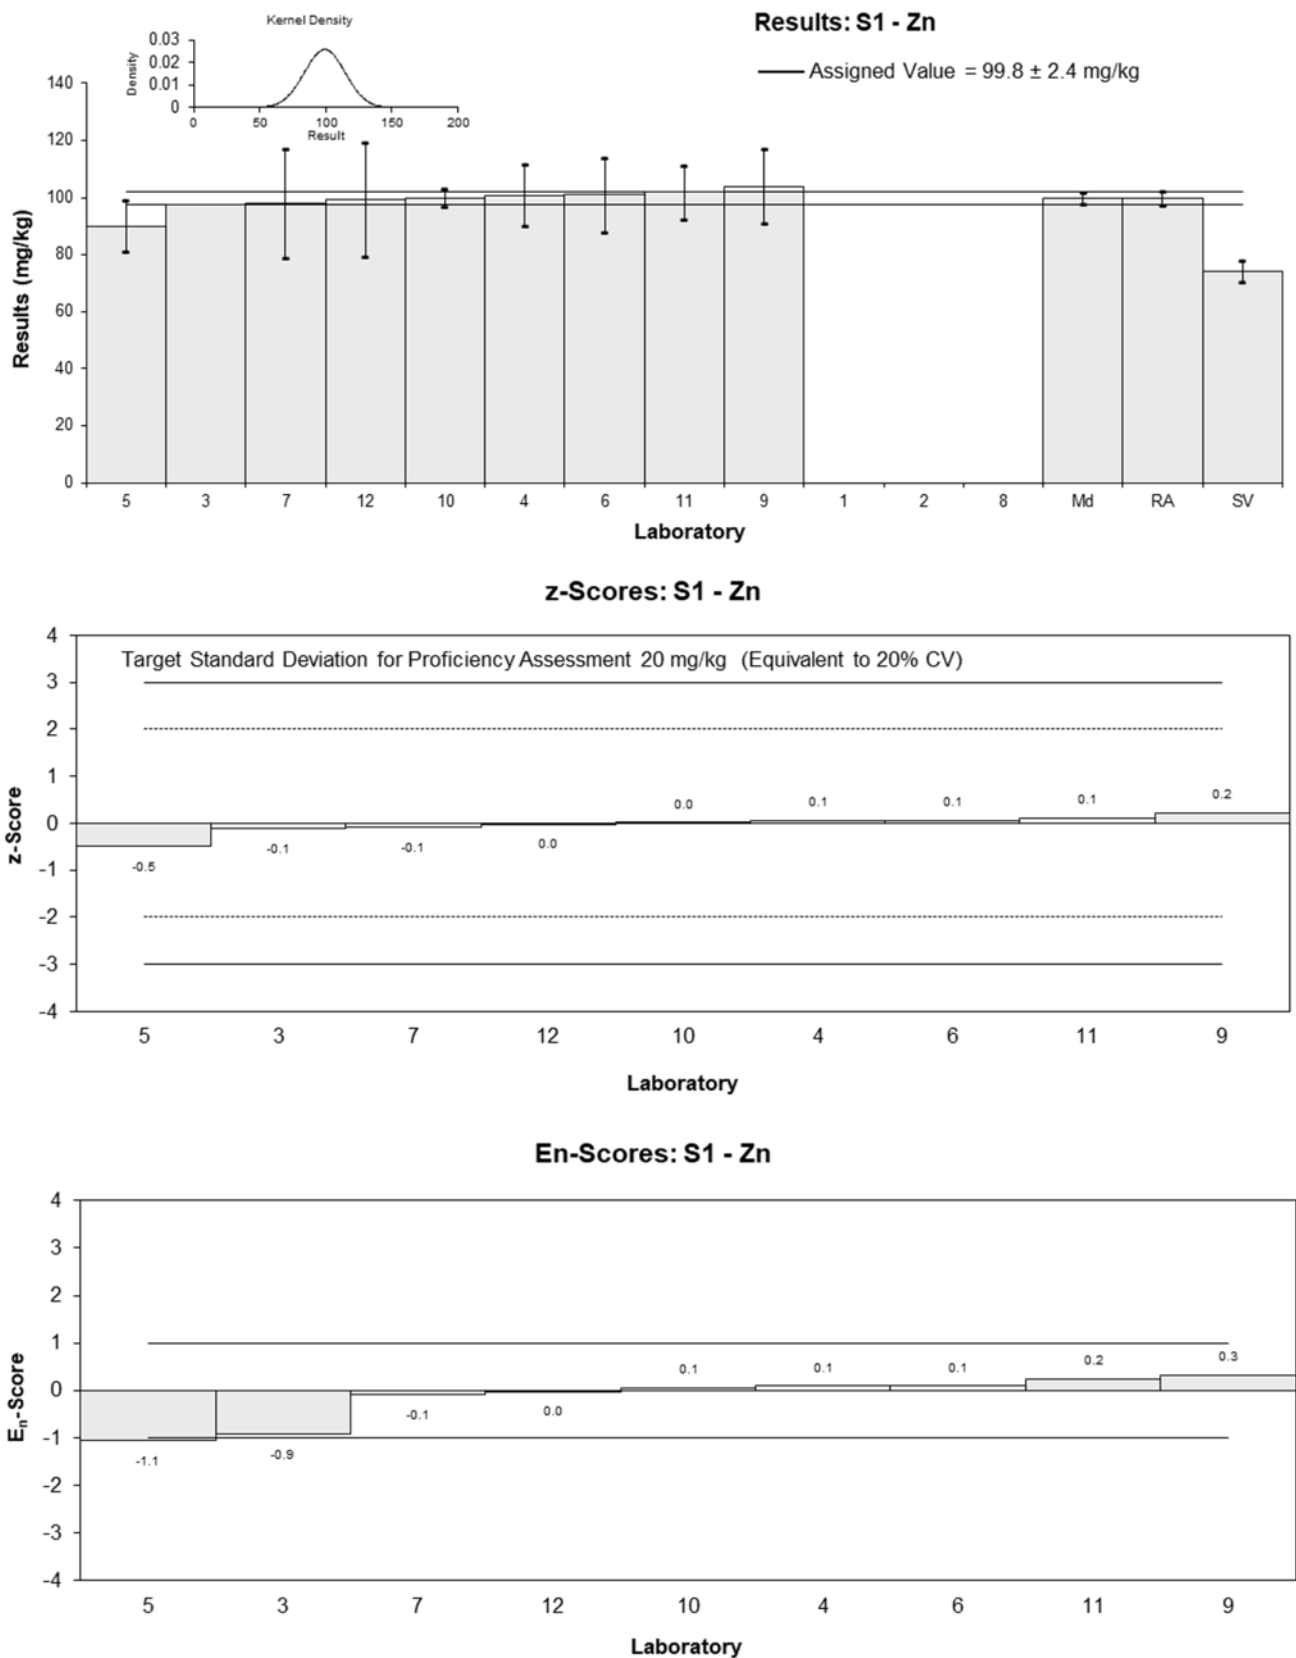 Kernel Density
Results: S1 - Zn
Assigned Value = 99.8 ± 2.4 mg/kg
Density
0.03
0.02
0.01
0
0 50 100 150 200
Result
Results (mg/kg)
140
120
100
80
60
40
20
0
5 3 7 12 10 4 6 11 9 1 2 8 Md RA SV
Laboratory
z-Scores: S1 - Zn
Target Standard Deviation for Proficiency Assessment 20 mg/kg (Equivalent to 20% CV)
z-Score
4
3
2
1
0
-1
-2
-3
-4
-0.5 -0.1 -0.1 0.0 0.0 0.1 0.1 0.1 0.2
5 3 7 12 10 4 6 11 9
Laboratory
En-Scores: S1 - Zn
En-Score
4
3
2
1
0
-1
-2
-3
-4
-1.1 -0.9 -0.1 0.0 0.1 0.1 0.1 0.2 0.3
5 3 7 12 10 4 6 11 9
Laboratory